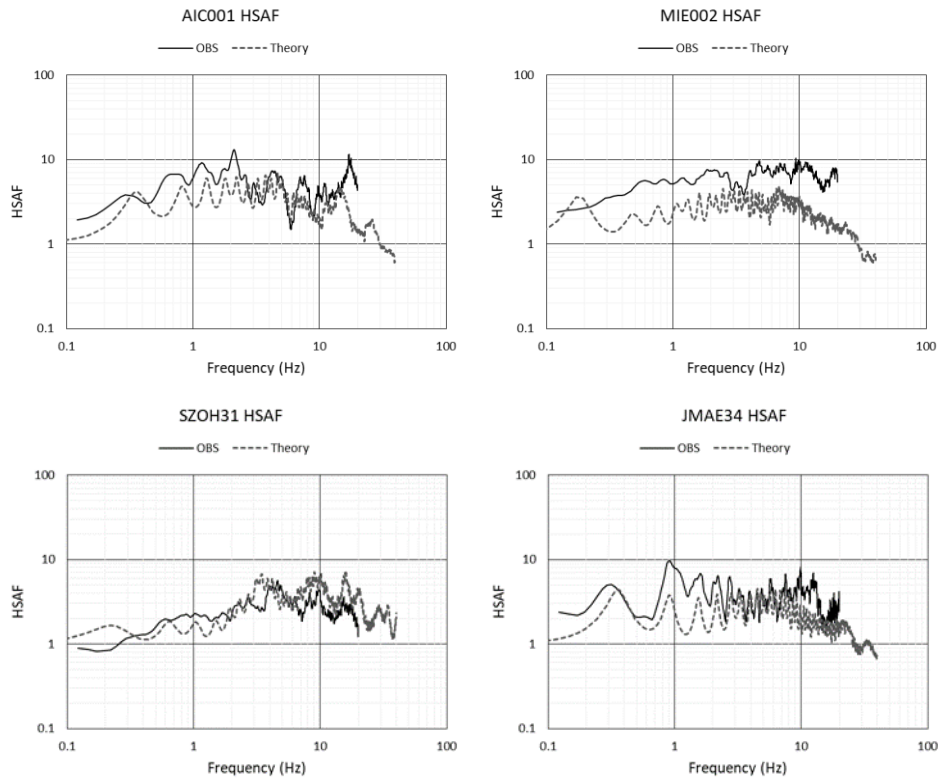 AIC001 HSAF
OBS Theory
100
10
1
0.1
HSAF
0.1 1 10 100
Frequency (Hz)
MIE002 HSAF
OBS Theory
100
10
1
0.1
HSAF
0.1 1 10 100
Frequency (Hz)
SZOH31 HSAF
OBS Theory
100
10
1
0.1
HSAF
0.1 1 10 100
Frequency (Hz)
JMAE34 HSAF
OBS Theory
100
10
1
0.1
HSAF
0.1 1 10 100
Frequency (Hz)